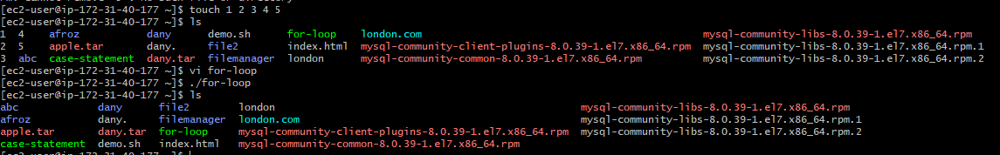 [ec2-user@ip-172-31-40-177 ~]$ touch 1 2 3 4 5
[ec2-user@ip-172-31-40-177 ~]$ ls
1 4 afroz dany demo.sh for-loop london.com mysql-community-libs-8.0.39-1.el7.x86_64.rpm
2 5 apple.tar dany. file2 index.html mysql-community-client-plugins-8.0.39-1.el7.x86_64.rpm mysql-community-libs-8.0.39-1.el7.x86_64.rpm.1
3 abc case-statement dany.tar filemanager london mysql-community-common-8.0.39-1.el7.x86_64.rpm mysql-community-libs-8.0.39-1.el7.x86_64.rpm.2
[ec2-user@ip-172-31-40-177 ~]$ vi for-loop
[ec2-user@ip-172-31-40-177 ~]$ ./for-loop
[ec2-user@ip-172-31-40-177 ~]$ ls
abc dany file2 london mysql-community-libs-8.0.39-1.el7.x86_64.rpm
afroz dany. filemanager london.com mysql-community-libs-8.0.39-1.el7.x86_64.rpm.1
apple.tar dany.tar for-loop mysql-community-client-plugins-8.0.39-1.el7.x86_64.rpm mysql-community-libs-8.0.39-1.el7.x86_64.rpm.2
case-statement demo.sh index.html mysql-community-common-8.0.39-1.el7.x86_64.rpm
[ec2-user@ip-172-31-40-177 ~]$